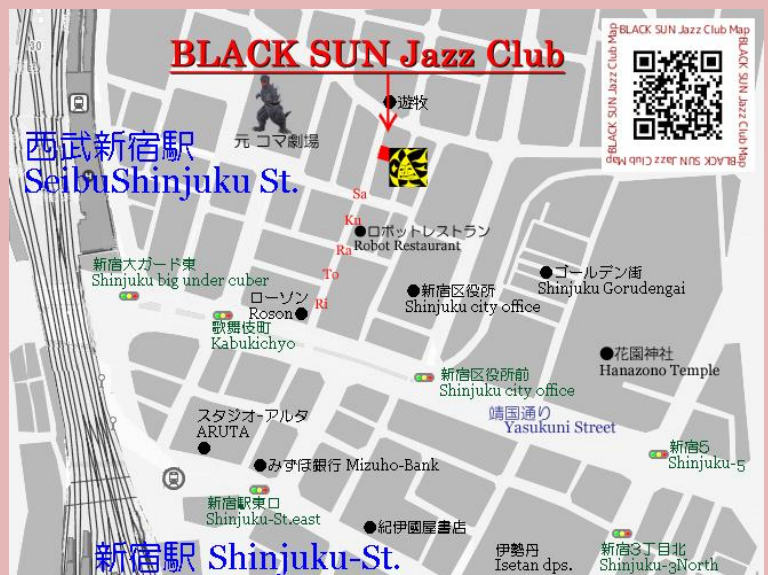 BLACK SUN Jazz Club
BLACK SUN Jazz Club Map
BLACK SUN Jazz Club Map
BLACK SUN Jazz Club Map
BLACK SUN Jazz Club Map
30
遊牧
元 コマ劇場
西武新宿駅
SeibuShinjuku St.
Sa
Ku
Ra
To
Ri
ロボットレストラン
Robot Restaurant
新宿大ガード東
Shinjuku big under cuber
ゴールデン街
Shinjuku Gorudengai
新宿区役所
Shinjuku city office
ローソン
Roson
歌舞伎町
Kabukichyo
花園神社
Hanazono Temple
新宿区役所前
Shinjuku city office
靖国通り
Yasukuni Street
スタジオ-アルタ
ARUTA
新宿5
Shinjuku-5
みずほ銀行 Mizuho-Bank
新宿駅東口
Shinjuku-St.east
紀伊國屋書店
新宿駅 Shinjuku-St.
伊勢丹
Isetan dps.
新宿3丁目北
Shinjuku-3North